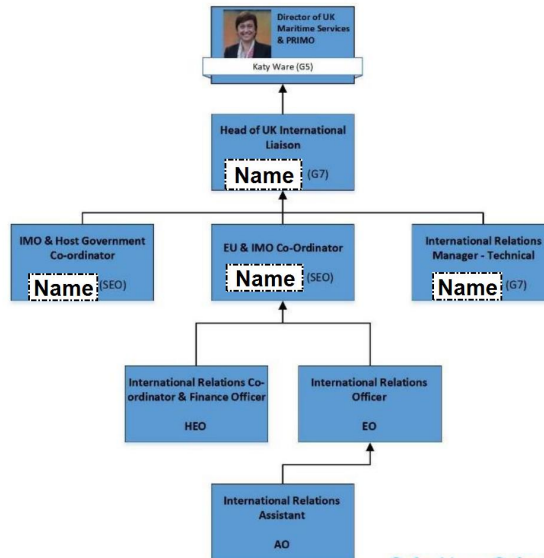 Director of UK
Maritime Services
& PRIMO
Katy Ware (G5)
Head of UK International
Liaison
Name (G7)
IMO & Host Government
Co-ordinator
Name (SEO)
EU & IMO Co-Ordinator
Name (SEO)
International Relations
Manager - Technical
Name (G7)
International Relations Co-
ordinator & Finance Officer
HEO
International Relations
Officer
EO
International Relations
Assistant
AO